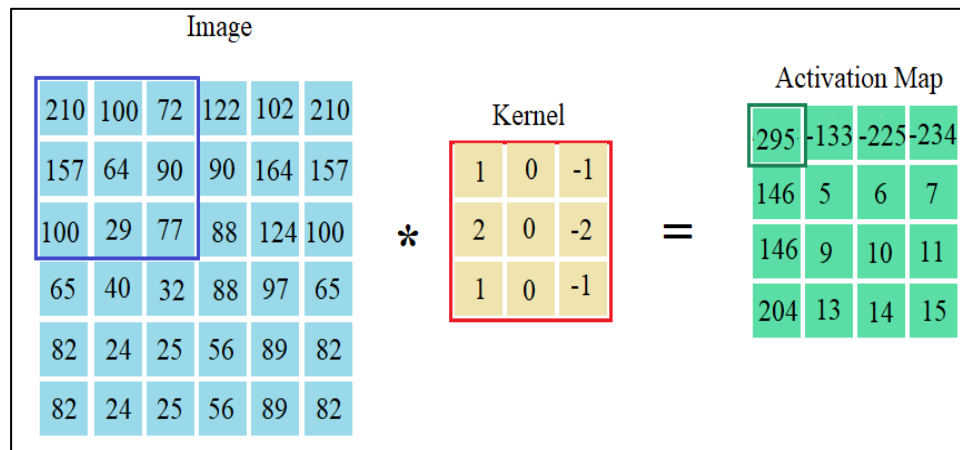 Image
210 100 72 122 102 210
157 64 90 90 164 157
100 29 77 88 124 100
65 40 32 88 97 65
82 24 25 56 89 82
82 24 25 56 89 82
*
Kernel
1 0 -1
2 0 -2
1 0 -1
=
Activation Map
-295 -133 -225 -234
146 5 6 7
146 9 10 11
204 13 14 15